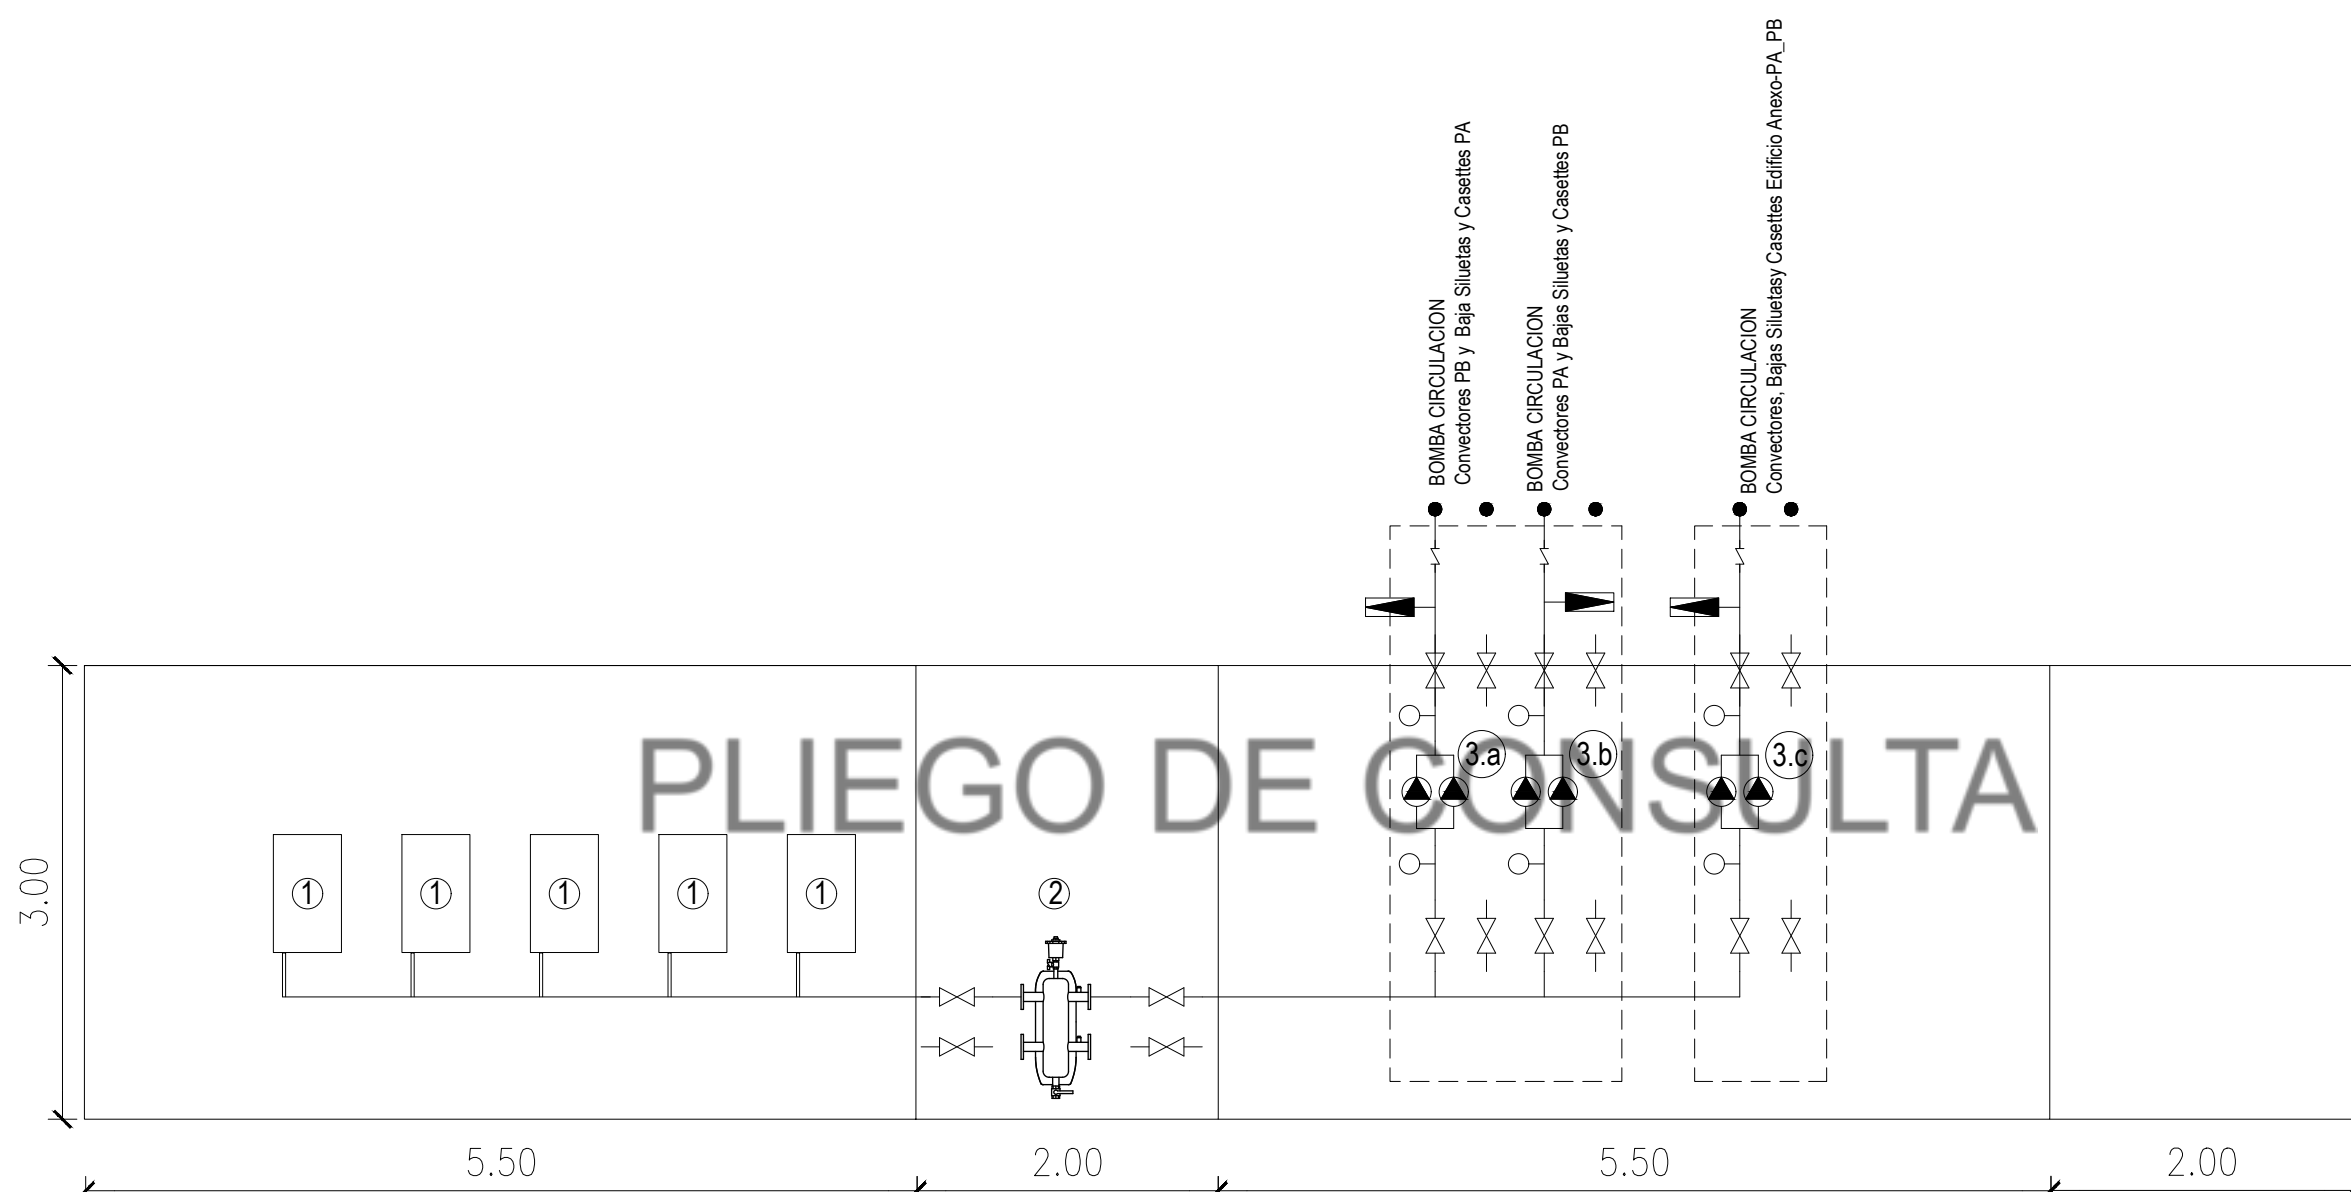 BOMBA CIRCULACION
Convectores PB y Baja Siluetas y Casettes PA
BOMBA CIRCULACION
Convectores PA y Bajas Siluetas y Casettes PB
BOMBA CIRCULACION
Convectores, Bajas Siluetasy Casettes Edificio Anexo-PA_PB
PLIEGO DE CONSULTA
3.a
3.b
3.c
3.00
1
1
1
1
1
2
5.50
2.00
5.50
2.00